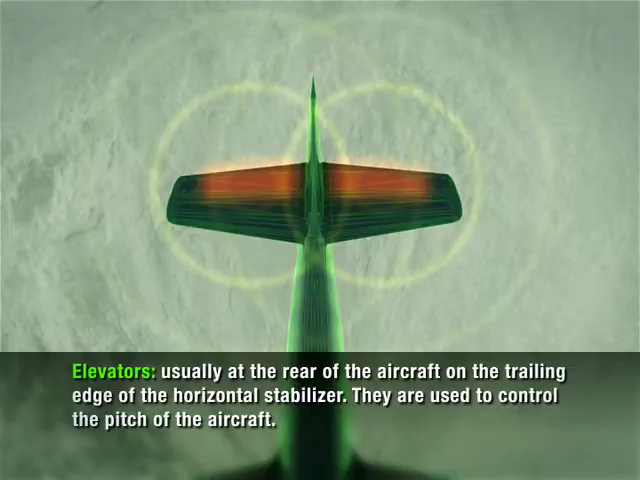 Elevators: usually at the rear of the aircraft on the trailing
edge of the horizontal stabilizer. They are used to control
the pitch of the aircraft.